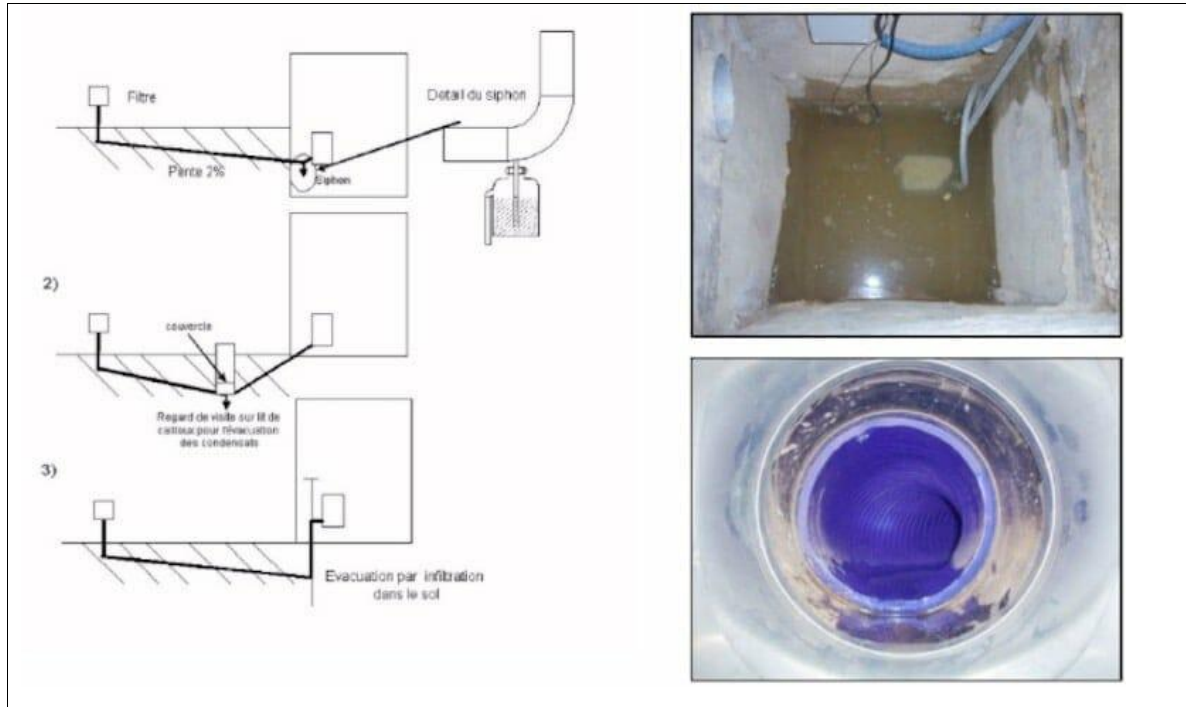 Filtre
Détail du siphon
Pente 2%
Siphon
2)
couvercle
Regard de visite sur lit de
cailloux pour l'évacuation
des condensats
3)
Evacuation par infiltration
dans le sol